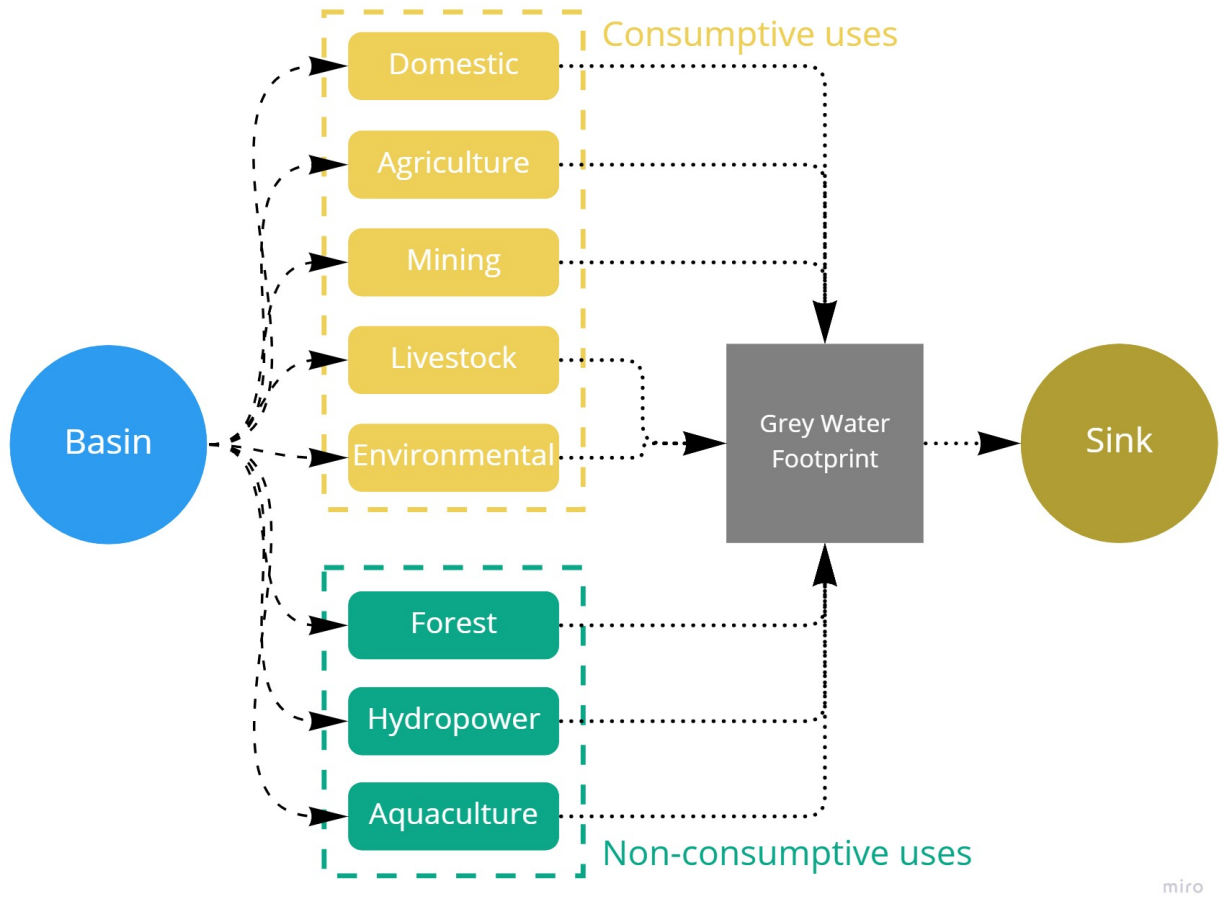 Consumptive uses
Domestic
Agriculture
Mining
Livestock
Environmental
Basin
Grey Water
Footprint
Sink
Forest
Hydropower
Aquaculture
Non-consumptive uses
miro